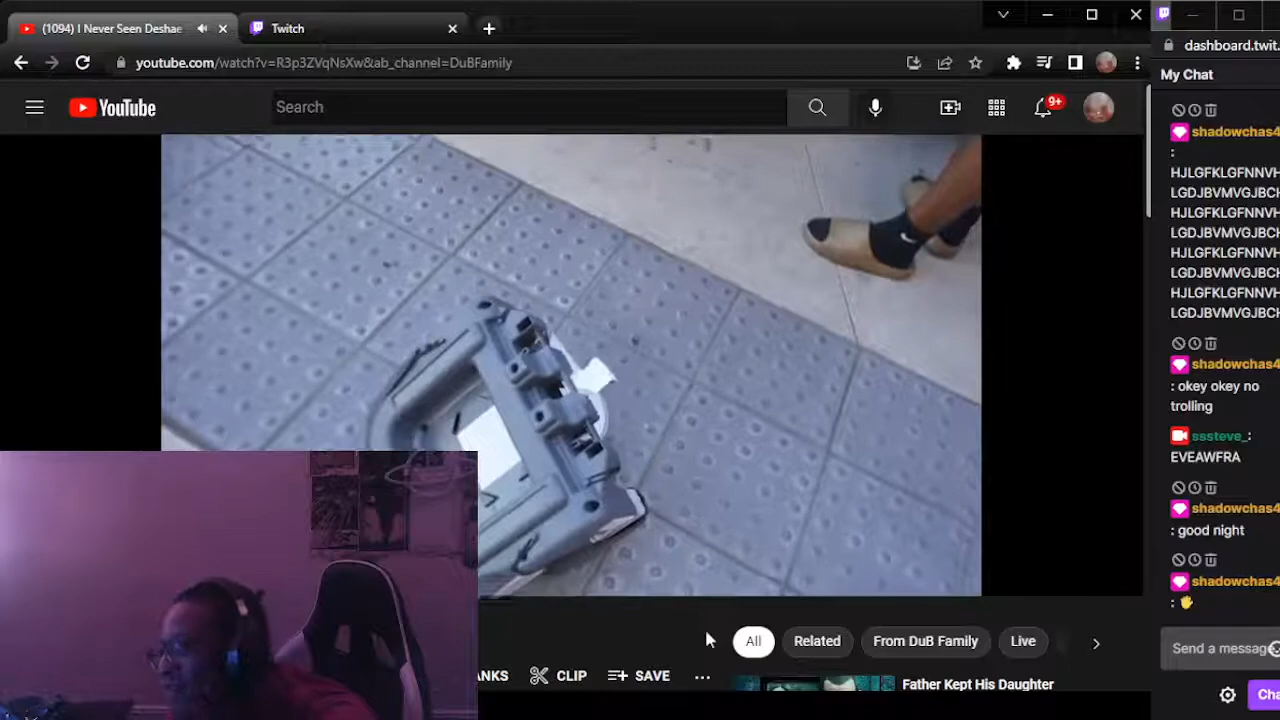 (1094) I Never Seen Deshae
Twitch
youtube.com/watch?v=R3p3ZVqNsXw&ab_channel=DuBFamily
YouTube
Search
9+
ANKS
CLIP
SAVE
All
Related
From DuB Family
Live
Father Kept His Daughter
dashboard.twit
My Chat
shadowchas4
:
HJLGFKLGFNNVH
LGDJBVMVGJBCH
HJLGFKLGFNNVH
LGDJBVMVGJBCH
HJLGFKLGFNNVH
LGDJBVMVGJBCH
HJLGFKLGFNNVH
LGDJBVMVGJBCH
shadowchas4
: okey okey no
trolling
ssteve_:
EVEAWFRA
shadowchas4
: good night
shadowchas4
: ✋
Send a message
Cha